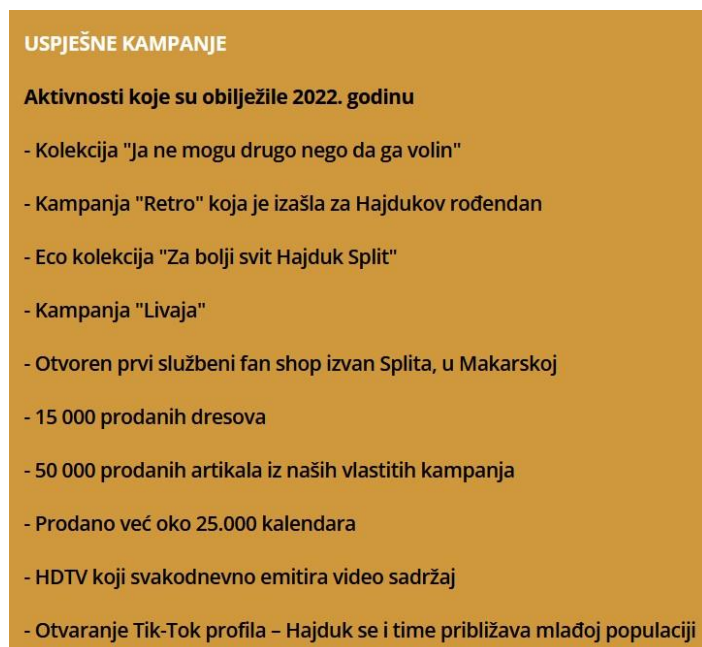 USPJEŠNE KAMPANJE
Aktivnosti koje su obilježile 2022. godinu
- Kolekcija "Ja ne mogu drugo nego da ga volin"
- Kampanja "Retro" koja je izašla za Hajdukov rođendan
- Eco kolekcija "Za bolji svit Hajduk Split"
- Kampanja "Livaja"
- Otvoren prvi službeni fan shop izvan Splita, u Makarskoj
- 15 000 prodanih dresova
- 50 000 prodanih artikala iz naših vlastitih kampanja
- Prodano već oko 25.000 kalendara
- HDTV koji svakodnevno emitira video sadržaj
- Otvaranje Tik-Tok profila – Hajduk se i time približava mlađoj populaciji